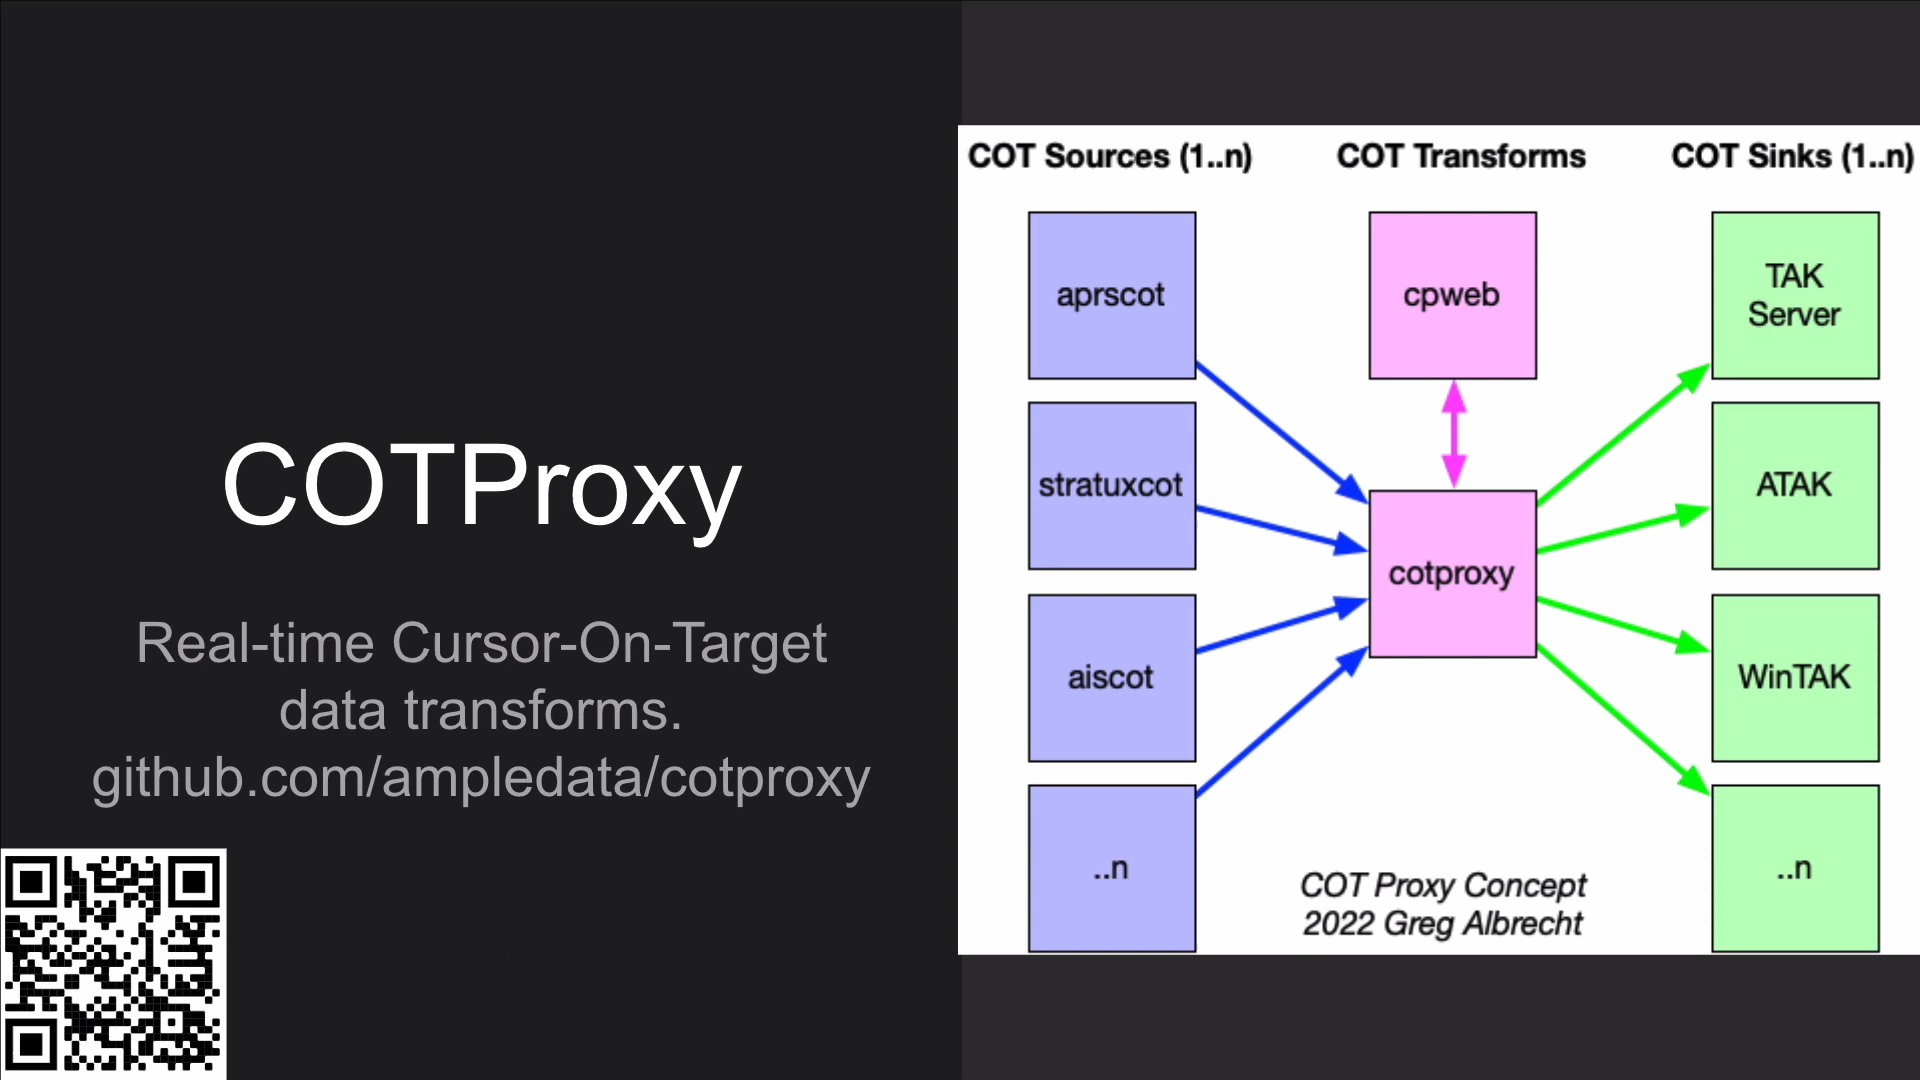 COTProxy
Real-time Cursor-On-Target
data transforms.
github.com/ampledata/cotproxy
COT Sources (1..n)
COT Transforms
COT Sinks (1..n)
aprscot
cpweb
TAK
Server
stratuxcot
ATAK
cotproxy
aiscot
WinTAK
..n
..n
COT Proxy Concept
2022 Greg Albrecht